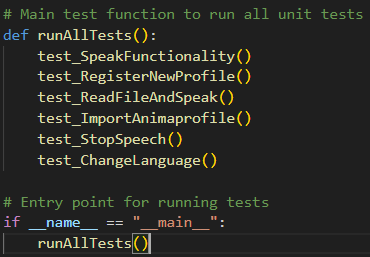 # Main test function to run all unit tests
def runAllTests():
    test_SpeakFunctionality()
    test_RegisterNewProfile()
    test_ReadFileAndSpeak()
    test_ImportAnimaprofile()
    test_StopSpeech()
    test_ChangeLanguage()
# Entry point for running tests
if __name__ == "__main__":
    runAllTests()